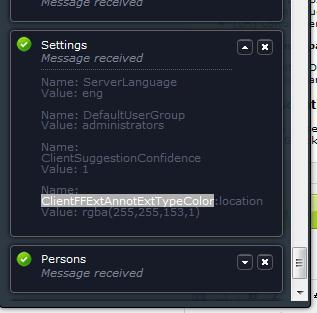 Message received
Settings
Message received
Name: ServerLanguage
Value: eng
Name: DefaultUserGroup
Value: administrators
Name:
ClientSuggestionConfidence
Value: 1
Name:
ClientFFExtAnnotExtTypeColor:location
Value: rgba(255,255,153,1)
Persons
Message received